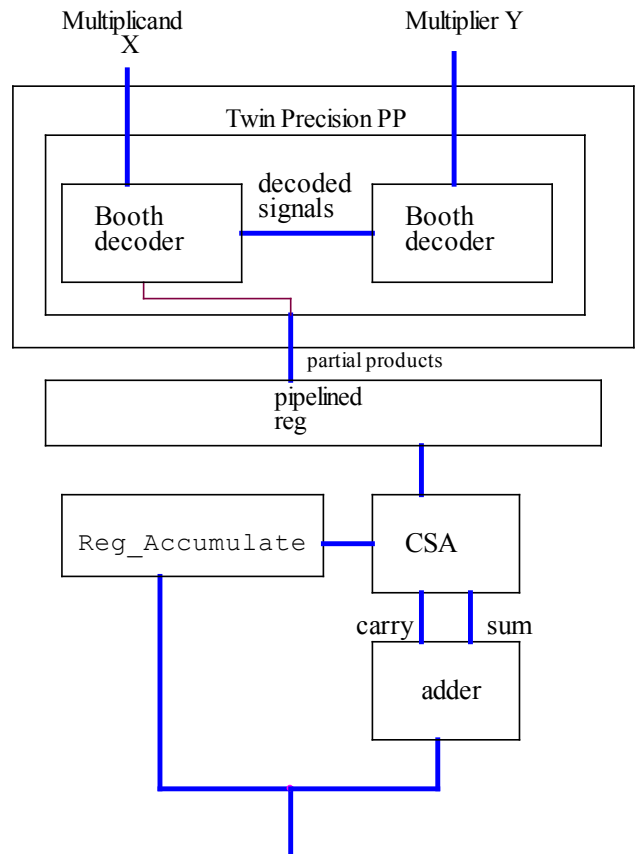 Multiplicand
X
Multiplier Y
Twin Precision PP
Booth
decoder
decoded
signals
Booth
decoder
partial products
pipelined
reg
Reg_Accumulate
CSA
carry
sum
adder